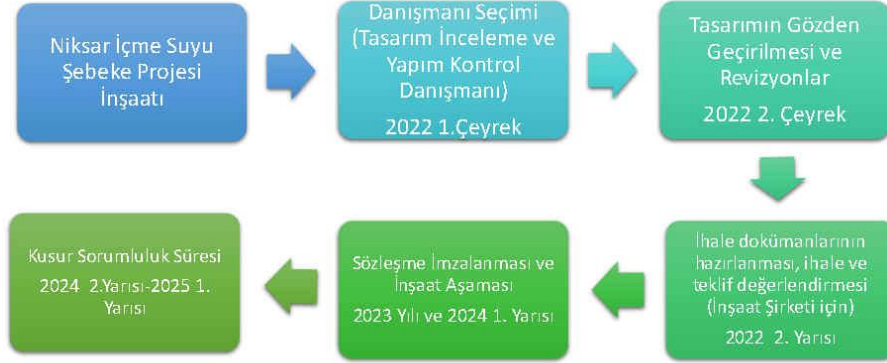 Niksar İçme Suyu
Şebeke Projesi
İnşaatı
Danışmanı Seçimi
(Tasarım İnceleme ve
Yapım Kontrol
Danışmanı)
2022 1.Çeyrek
Tasarımın Gözden
Geçirilmesi ve
Revizyonlar
2022 2. Çeyrek
İhale dokümanlarının
hazırlanması, ihale ve
teklif değerlendirmesi
(İnşaat Şirketi için)
2022 2. Yarısı
Sözleşme İmzalanması ve
İnşaat Aşaması
2023 Yılı ve 2024 1. Yarısı
Kusur Sorumluluk Süresi
2024 2.Yarısı-2025 1.
Yarısı